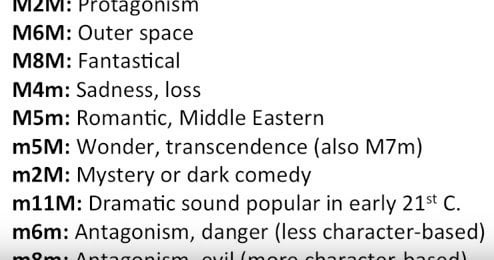 M2M: Protagonism
M6M: Outer space
M8M: Fantastical
M4m: Sadness, loss
M5m: Romantic, Middle Eastern
m5M: Wonder, transcendence (also M7m)
m2M: Mystery or dark comedy
m11M: Dramatic sound popular in early 21st C.
m6m: Antagonism, danger (less character-based)
m8m: Antagonism, evil (more character-based)